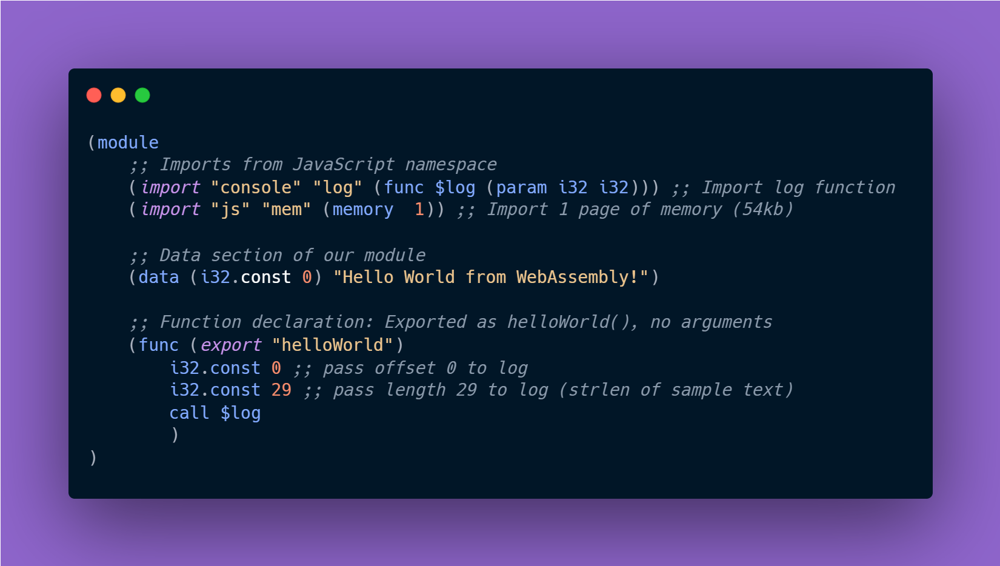 (module
    ;; Imports from JavaScript namespace
    (import "console" "log" (func $log (param i32 i32))) ;; Import log function
    (import "js" "mem" (memory  1)) ;; Import 1 page of memory (54kb)
    ;; Data section of our module
    (data (i32.const 0) "Hello World from WebAssembly!")
    ;; Function declaration: Exported as helloWorld(), no arguments
    (func (export "helloWorld")
        i32.const 0 ;; pass offset 0 to log
        i32.const 29 ;; pass length 29 to log (strlen of sample text)
        call $log
        )
)